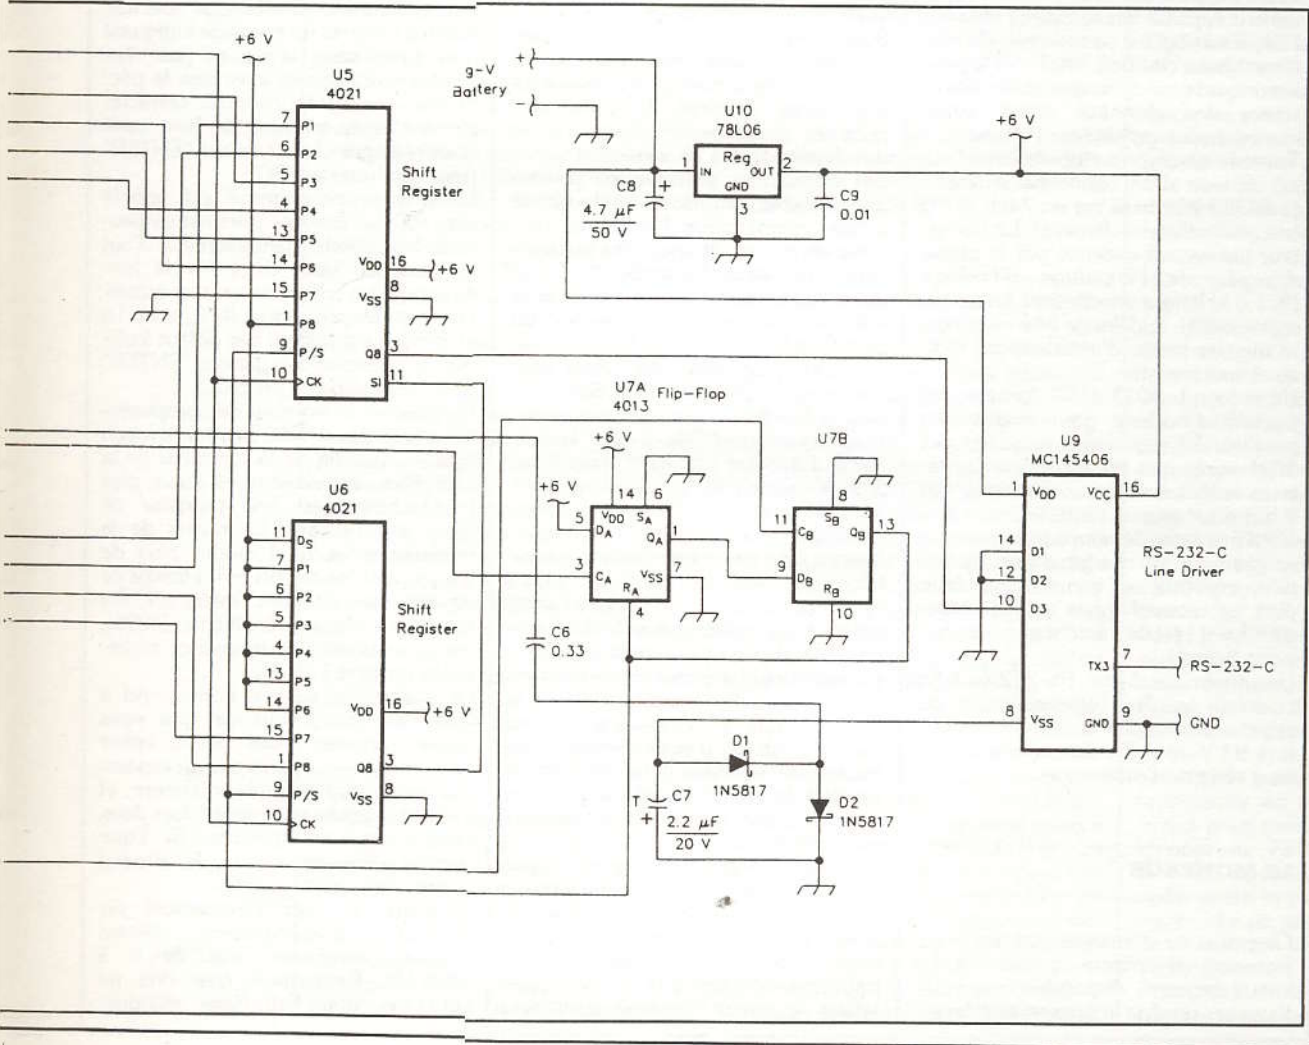 +6 V
U5
4021
7 P1
6 P2
5 P3
4 P4
13 P5
14 P6
15 P7
1 P8
9 P/S
10 CK
VDD 16 +6 V
VSS 8
Q8 3
SI 11
Shift
Register
9-V
Battery
+
−
U10
78L06
1 IN
Reg
OUT 2
GND
3
C8
+
4.7 μF
50 V
C9
0.01
+6 V
U7A Flip-Flop
4013
+6 V
+6 V
14
6
5
VDD
SA
DA
QA 1
3 CA
VSS 7
RA
4
U7B
8
SB
11 CB
QB 13
9 DB
RB
10
U9
MC145406
1 VDD
VCC 16
14 D1
12 D2
10 D3
RS-232-C
Line Driver
TX3 7 RS-232-C
8 VSS
GND 9 GND
U6
4021
11 DS
7 P1
6 P2
5 P3
4 P4
13 P5
14 P6
15 P7
1 P8
9 P/S
10 CK
VDD 16 +6 V
Q8 3
VSS 8
Shift
Register
C6
0.33
D1
1N5817
D2
1N5817
T C7
+
2.2 μF
20 V